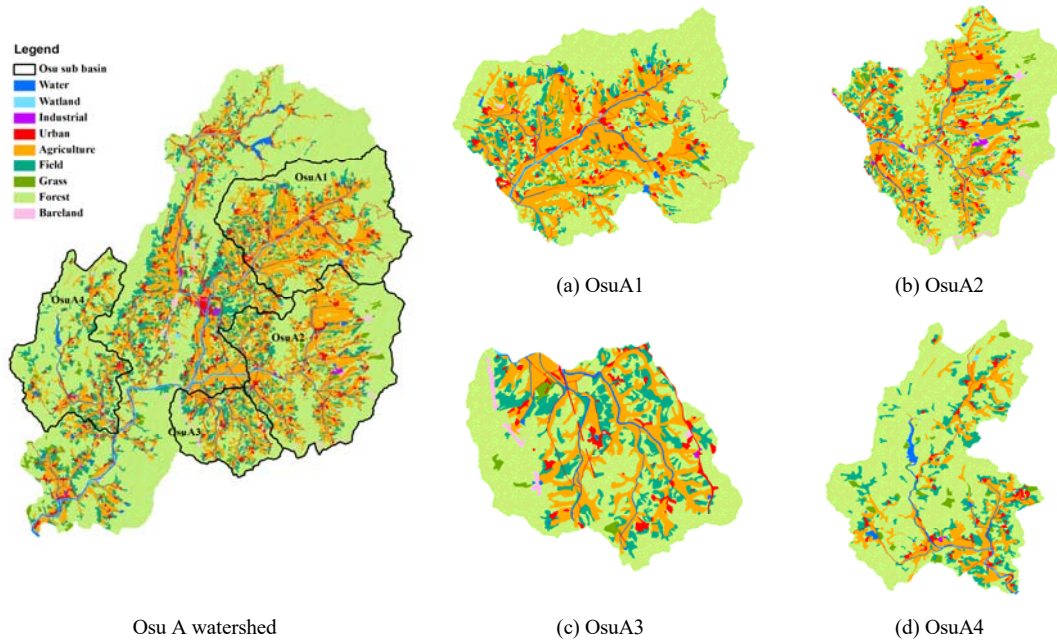 Legend
Osu sub basin
Water
Watland
Industrial
Urban
Agriculture
Field
Grass
Forest
Bareland
OsuA1
OsuA4
OsuA2
OsuA3
Osu A watershed
(a) OsuA1
(b) OsuA2
(c) OsuA3
(d) OsuA4